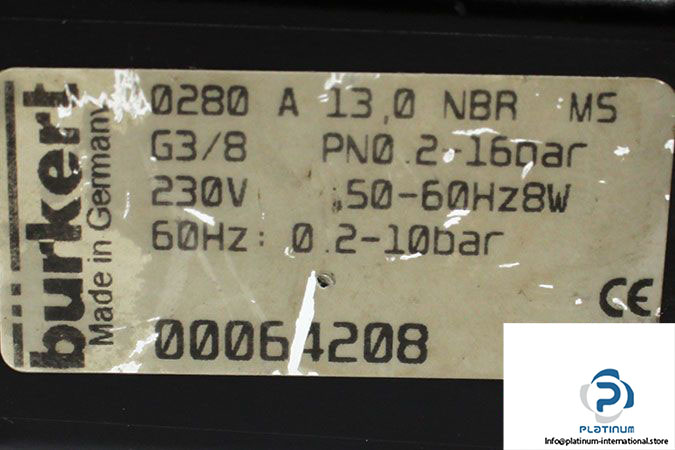 burkert
Made in Germany
0280 A 13,0 NBR MS
G3/8 PN0.2-16bar
230V 50-60Hz8W
60Hz: 0.2-10bar
CE
00064208
PLATINUM
Info@platinum-international.store